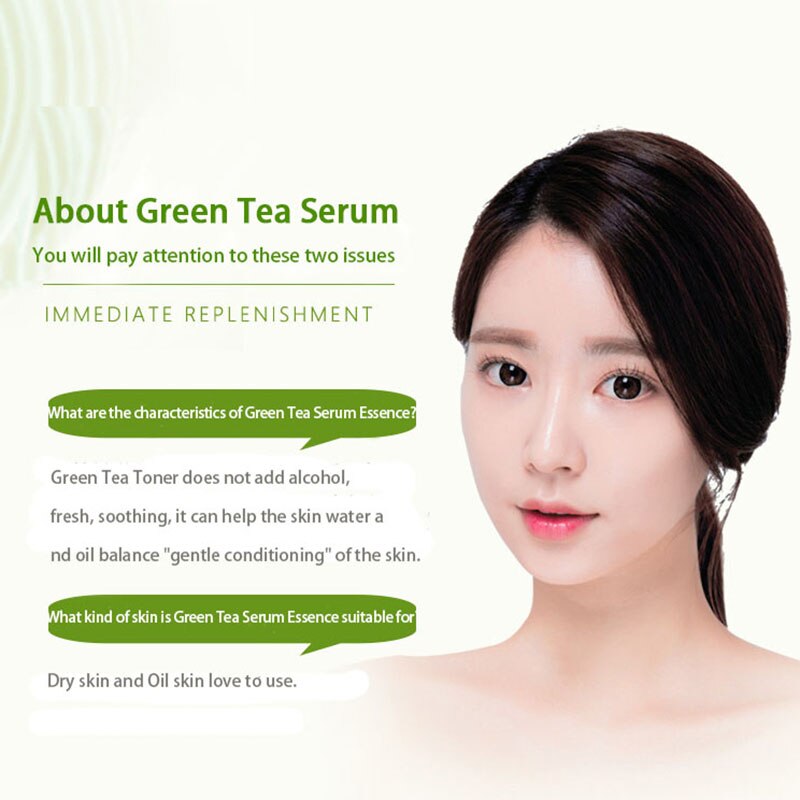 About Green Tea Serum
You will pay attention to these two issues
IMMEDIATE REPLENISHMENT
What are the characteristics of Green Tea Serum Essence?
Green Tea Toner does not add alcohol,
fresh, soothing, it can help the skin water a
nd oil balance "gentle conditioning" of the skin.
What kind of skin is Green Tea Serum Essence suitable for
Dry skin and Oil skin love to use.